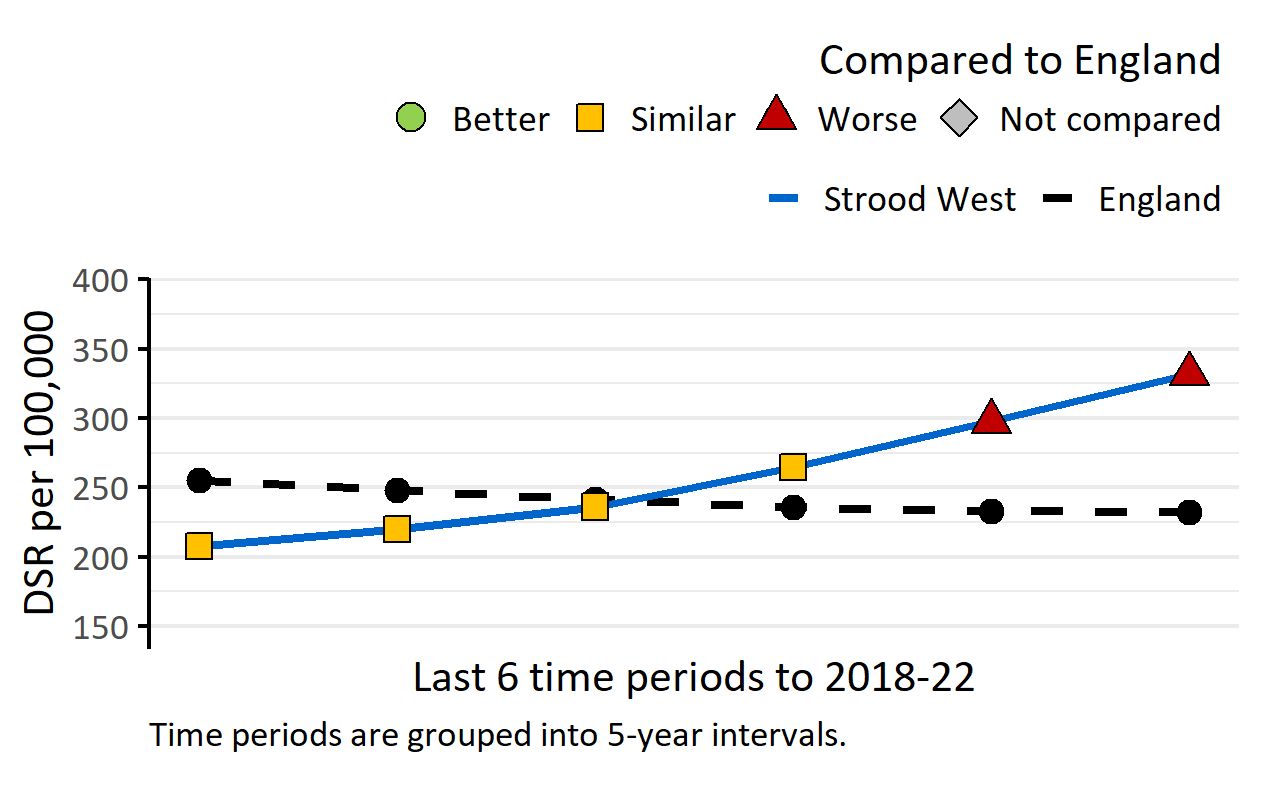 Compared to England
Better Similar Worse Not compared
Strood West England
400
350
300
250
200
150
DSR per 100,000
Last 6 time periods to 2018-22
Time periods are grouped into 5-year intervals.